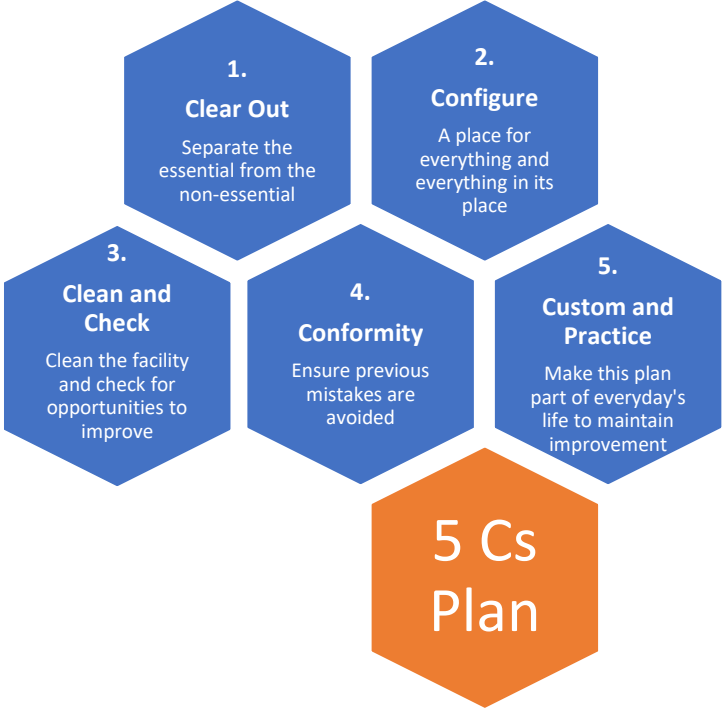 1.
Clear Out
Separate the
essential from the
non-essential
2.
Configure
A place for
everything and
everything in its
place
3.
Clean and
Check
Clean the facility
and check for
opportunities to
improve
4.
Conformity
Ensure previous
mistakes are
avoided
5.
Custom and
Practice
Make this plan
part of everyday's
life to maintain
improvement
5 Cs
Plan